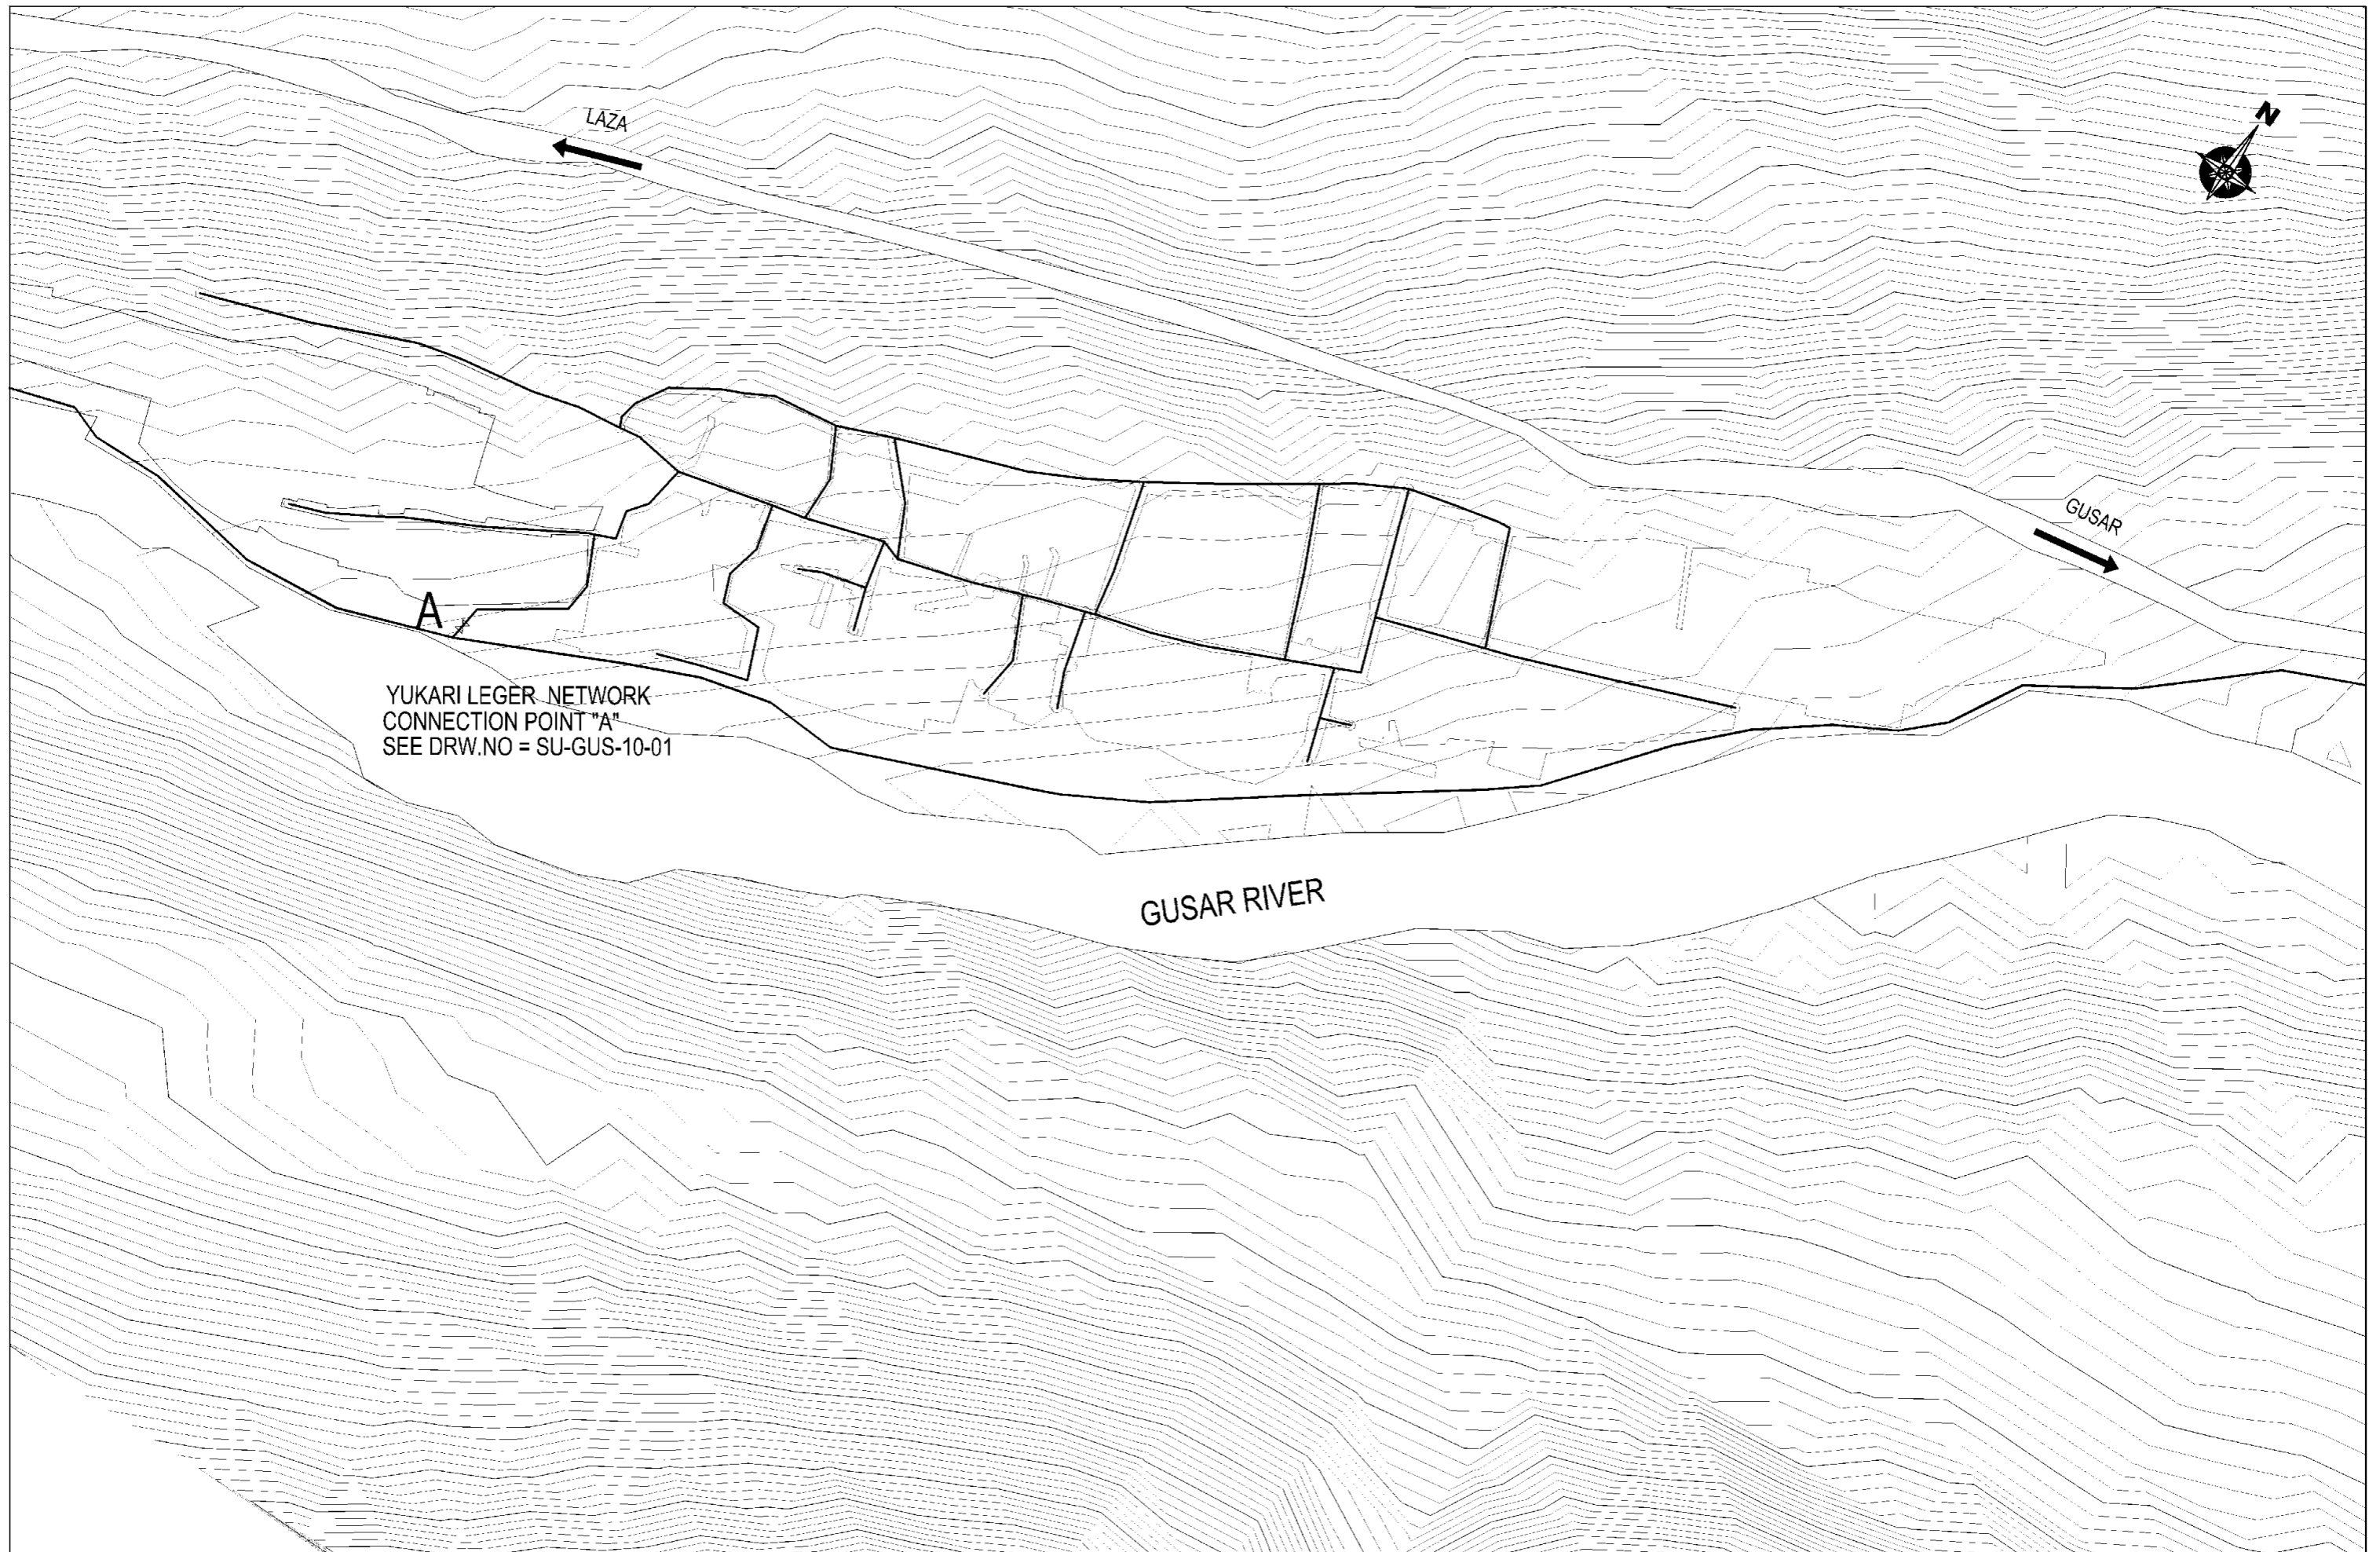 LAZA
N
GUSAR
A
YUKARI LEGER NETWORK
CONNECTION POINT "A"
SEE DRW.NO = SU-GUS-10-01
GUSAR RIVER